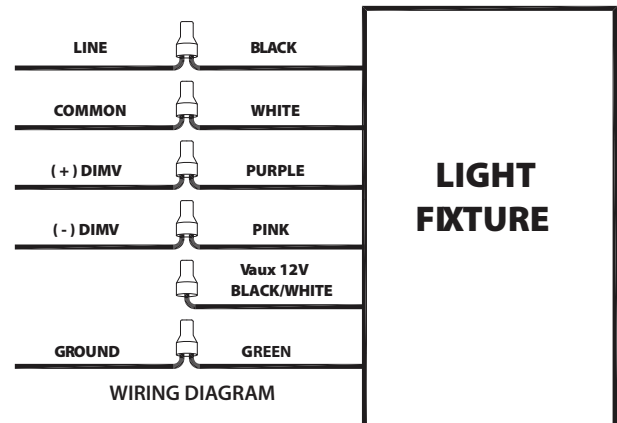 LINE BLACK
COMMON WHITE
( + ) DIMV PURPLE
( - ) DIMV PINK
Vaux 12V
BLACK/WHITE
GROUND GREEN
WIRING DIAGRAM
LIGHT
FIXTURE